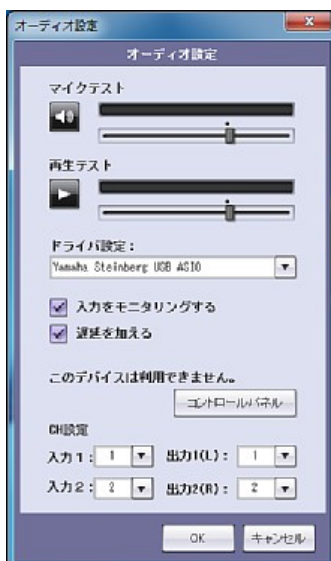 オーディオ設定
オーディオ設定
マイクテスト
再生テスト
ドライバ設定：
Yamaha Steinberg USB ASIO
入力をモニタリングする
遅延を加える
このデバイスは利用できません。
コントロールパネル
CH設定
入力1： 1 出力1(L)： 1
入力2： 2 出力2(R)： 2
OK キャンセル